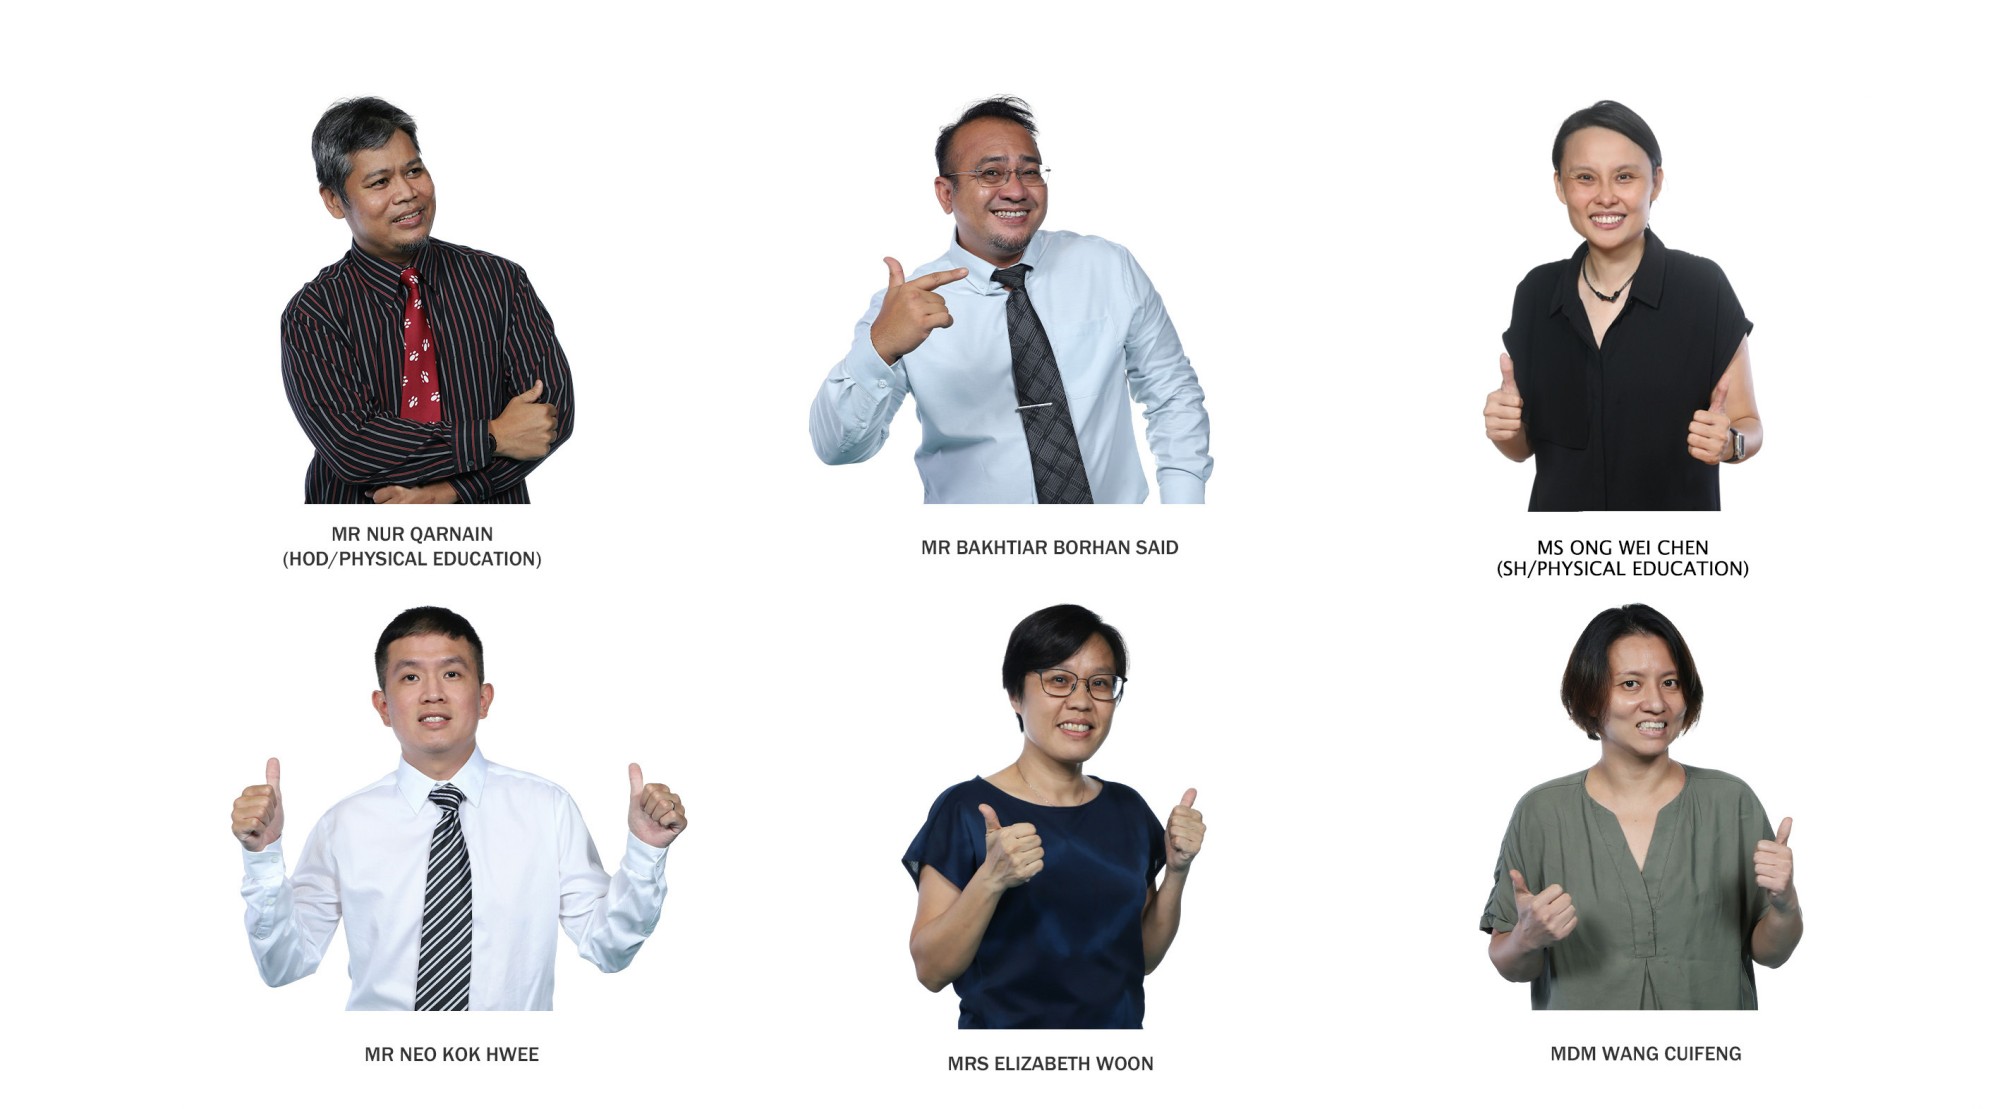 MR NUR QARNAIN
(HOD/PHYSICAL EDUCATION)
MR BAKHTIAR BORHAN SAID
MS ONG WEI CHEN
(SH/PHYSICAL EDUCATION)
MR NEO KOK HWEE
MRS ELIZABETH WOON
MDM WANG CUIFENG